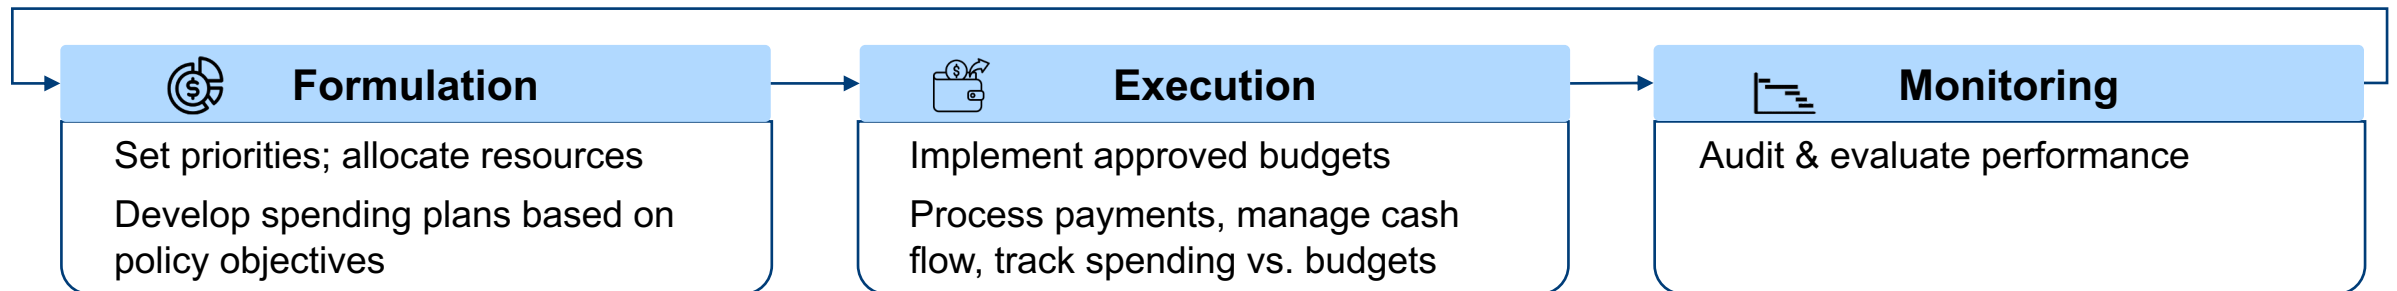 Formulation
Set priorities; allocate resources
Develop spending plans based on
policy objectives
Execution
Implement approved budgets
Process payments, manage cash
flow, track spending vs. budgets
Monitoring
Audit & evaluate performance